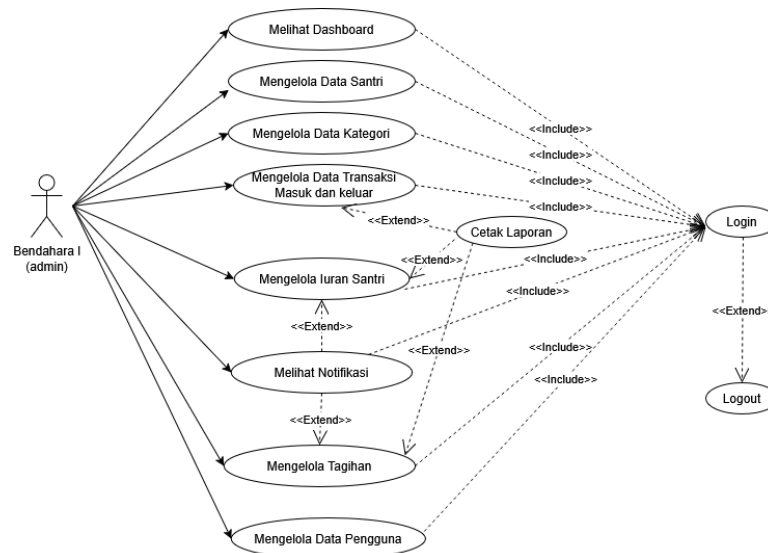 Melihat Dashboard
Mengelola Data Santri
<<Include>>
Mengelola Data Kategori
<<Include>>
<<Include>>
Mengelola Data Transaksi
Masuk dan keluar
<<Include>>
<<Extend>>
Cetak Laporan
Login
Bendahara I
(admin)
<<Extend>>
Mengelola Iuran Santri
<<Include>>
<<Include>>
<<Extend>>
<<Extend>>
<<Extend>>
<<Include>>
Melihat Notifikasi
<<Include>>
Logout
<<Extend>>
Mengelola Tagihan
Mengelola Data Pengguna